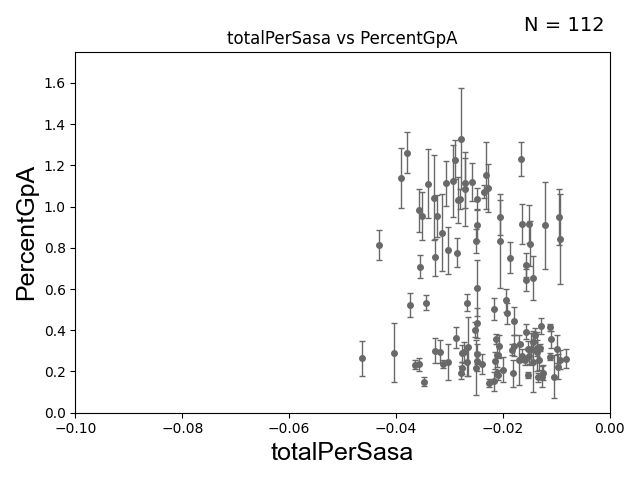 N = 112
totalPerSasa vs PercentGpA
PercentGpA
1.6
1.4
1.2
1.0
0.8
0.6
0.4
0.2
0.0
−0.10 −0.08 −0.06 −0.04 −0.02 0.00
totalPerSasa